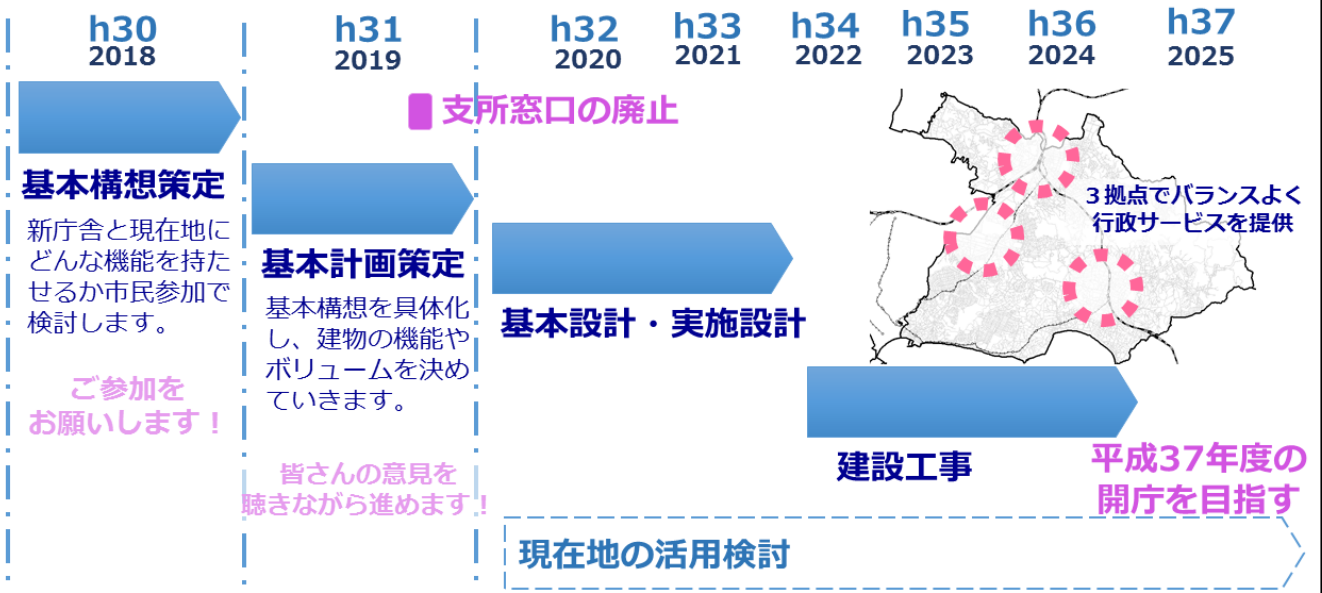 h30
2018
h31
2019
h32
2020
h33
2021
h34
2022
h35
2023
h36
2024
h37
2025
支所窓口の廃止
基本構想策定
新庁舎と現在地に
どんな機能を持た
せるか市民参加で
検討します。
ご参加を
お願いします！
基本計画策定
基本構想を具体化
し、建物の機能や
ボリュームを決め
ていきます。
皆さんの意見を
聴きながら進めます！
基本設計・実施設計
３拠点でバランスよく
行政サービスを提供
建設工事
平成37年度の
開庁を目指す
現在地の活用検討